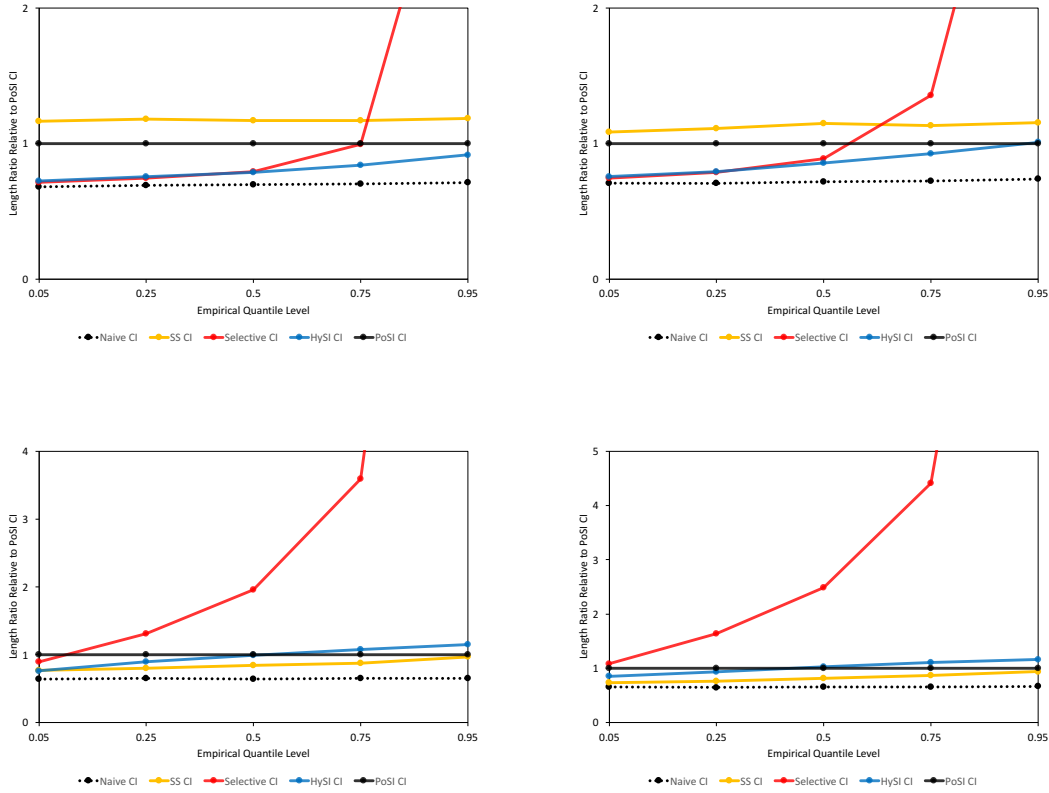 2
1
0
Length Ratio Relative to PoSI CI
0.05 0.25 0.5 0.75 0.95
Empirical Quantile Level
Naive CI SS CI Selective CI HySI CI PoSI CI
2
1
0
Length Ratio Relative to PoSI CI
0.05 0.25 0.5 0.75 0.95
Empirical Quantile Level
Naive CI SS CI Selective CI HySI CI PoSI CI
4
3
2
1
0
Length Ratio Relative to PoSI CI
0.05 0.25 0.5 0.75 0.95
Empirical Quantile Level
Naive CI SS CI Selective CI HySI CI PoSI CI
5
4
3
2
1
0
Length Ratio Relative to PoSI CI
0.05 0.25 0.5 0.75 0.95
Empirical Quantile Level
Naive CI SS CI Selective CI HySI CI PoSI CI